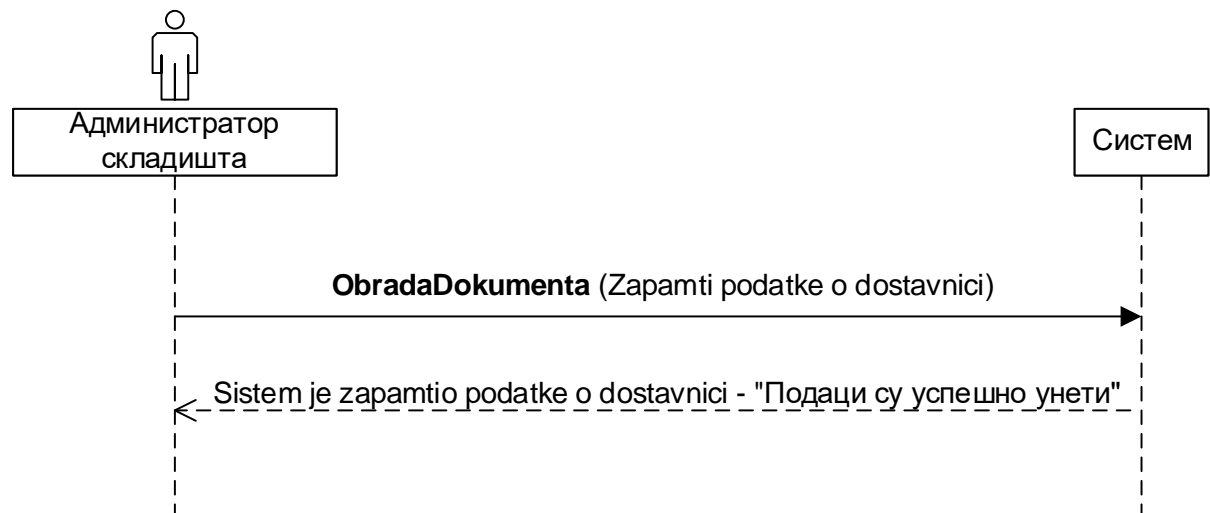 Администратор
складишта
Систем
ObradaDokumenta (Zapamti podatke o dostavnici)
Sistem je zapamtio podatke o dostavnici - "Подаци су успешно унети"